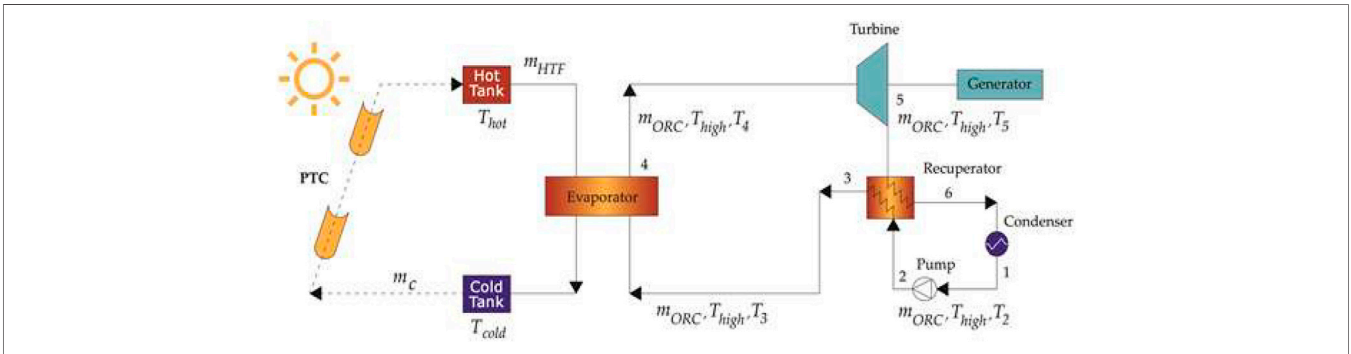 Turbine
Hot
Tank
m_HTF
T_hot
Generator
5
m_ORC, T_high, T_4
m_ORC, T_high, T_5
4
Recuperator
PTC
Evaporator
3
6
Condenser
Pump
2
1
m_C
Cold
Tank
T_cold
m_ORC, T_high, T_3
m_ORC, T_high, T_2